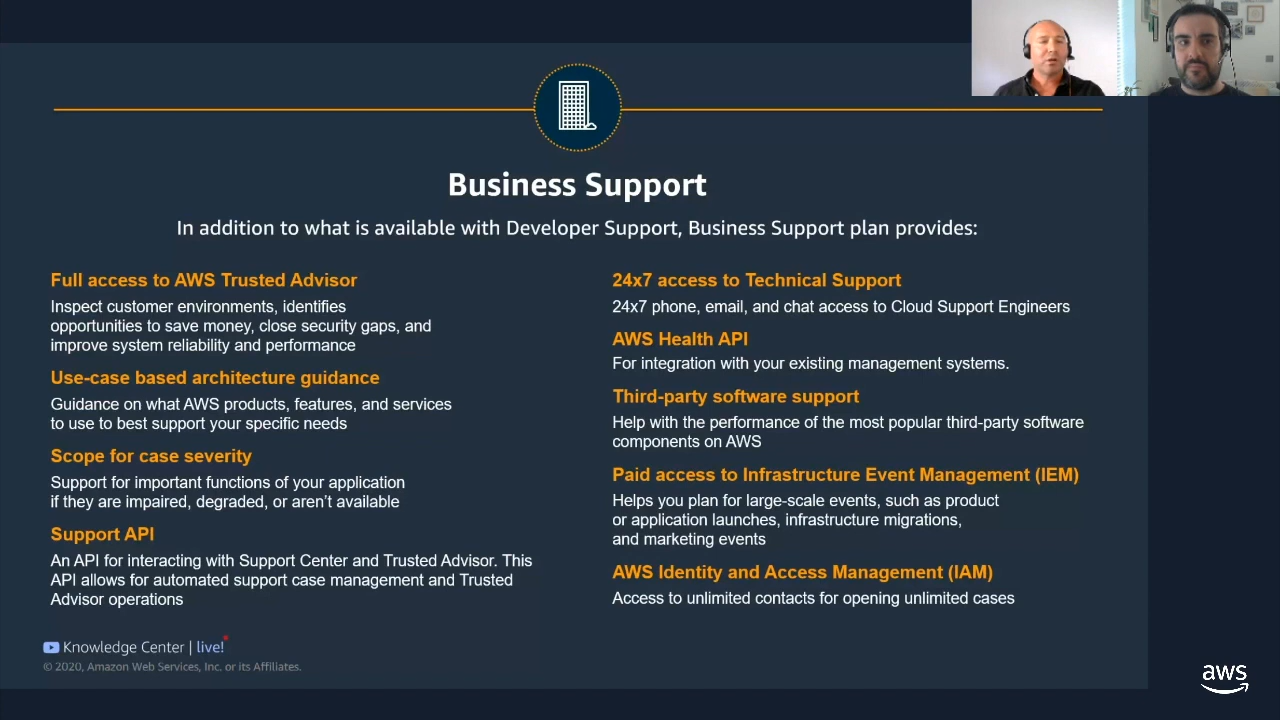 Business Support
In addition to what is available with Developer Support, Business Support plan provides:
Full access to AWS Trusted Advisor
Inspect customer environments, identifies
opportunities to save money, close security gaps, and
improve system reliability and performance
Use-case based architecture guidance
Guidance on what AWS products, features, and services
to use to best support your specific needs
Scope for case severity
Support for important functions of your application
if they are impaired, degraded, or aren’t available
Support API
An API for interacting with Support Center and Trusted Advisor. This
API allows for automated support case management and Trusted
Advisor operations
24x7 access to Technical Support
24x7 phone, email, and chat access to Cloud Support Engineers
AWS Health API
For integration with your existing management systems.
Third-party software support
Help with the performance of the most popular third-party software
components on AWS
Paid access to Infrastructure Event Management (IEM)
Helps you plan for large-scale events, such as product
or application launches, infrastructure migrations,
and marketing events
AWS Identity and Access Management (IAM)
Access to unlimited contacts for opening unlimited cases
Knowledge Center | live!
© 2020, Amazon Web Services, Inc. or its Affiliates.
aws